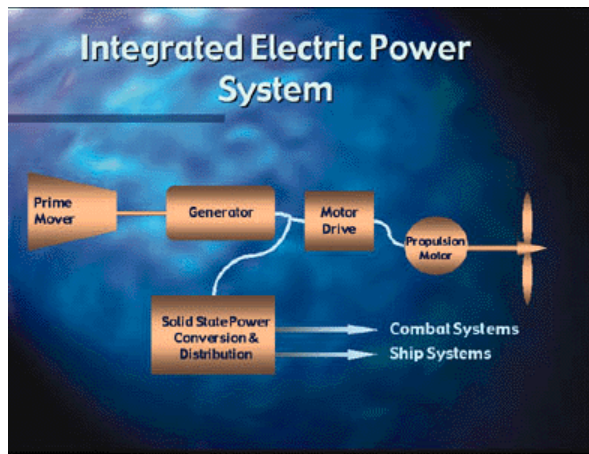 Integrated Electric Power
System
Prime
Mover
Generator
Motor
Drive
Propulsion
Motor
Solid State Power
Conversion &
Distribution
Combat Systems
Ship Systems